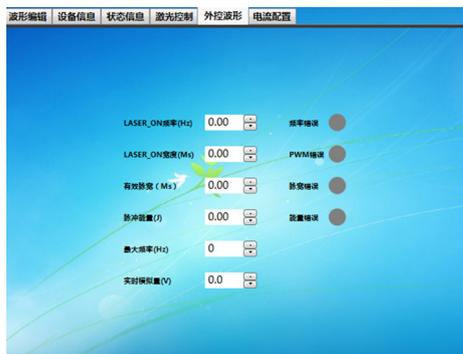 波形编辑 设备信息 状态信息 激光控制 外控波形 电流配置
LASER_ON频率(Hz) 0.00 频率错误
LASER_ON宽度(Ms) 0.00 PWM错误
有效脉宽（Ms） 0.00 脉宽错误
脉冲能量(J) 0.00 能量错误
最大频率(Hz) 0
实时模拟量(V) 0.0